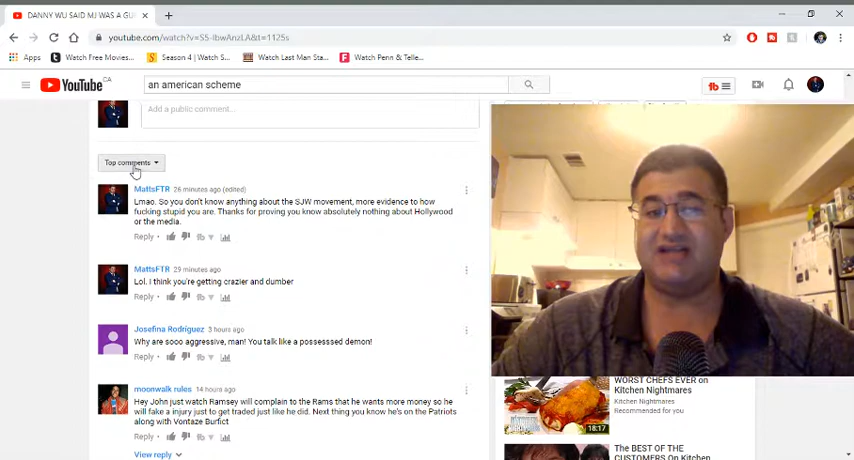 DANNY WU SAID MJ WAS A GU
youtube.com/watch?v=S5-IbwAnzLA&t=1125s
Apps Watch Free Movies... Season 4 | Watch S... Watch Last Man Sta... Watch Penn & Telle...
YouTube CA
an american scheme
Add a public comment...
Top comments
MattsFTR 26 minutes ago (edited)
Lmao. So you don't know anything about the SJW movement, more evidence to how
fucking stupid you are. Thanks for proving you know absolutely nothing about Hollywood
or the media.
Reply
MattsFTR 29 minutes ago
Lol. I think you're getting crazier and dumber
Reply
Josefina Rodríguez 3 hours ago
Why are sooo aggressive, man! You talk like a possesssed demon!
Reply
moonwalk rules 14 hours ago
Hey John just watch Ramsey will complain to the Rams that he wants more money so he
will fake a injury just to get traded just like he did. Next thing you know he's on the Patriots
along with Vontaze Burfict
Reply
View reply
WORST CHEFS EVER on
Kitchen Nightmares
Kitchen Nightmares
Recommended for you
18:17
The BEST OF THE
CUSTOMERS ON Kitchen